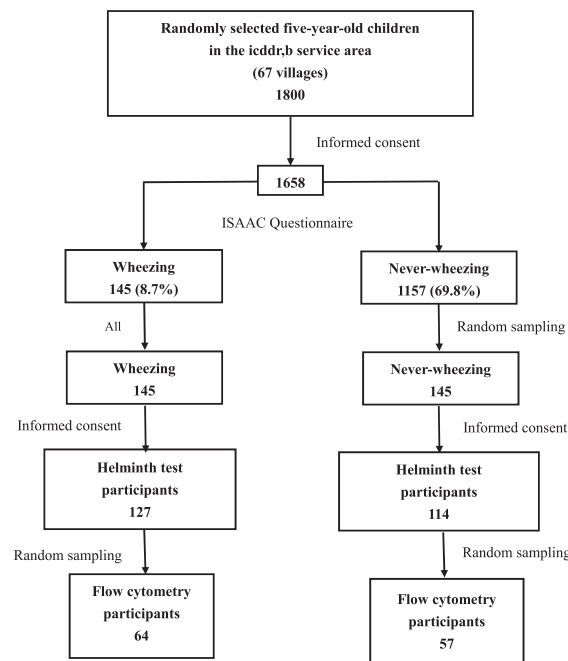 Randomly selected five-year-old children
in the icddr,b service area
(67 villages)
1800
Informed consent
1658
ISAAC Questionnaire
Wheezing
145 (8.7%)
Never-wheezing
1157 (69.8%)
All
Random sampling
Wheezing
145
Never-wheezing
145
Informed consent
Informed consent
Helminth test
participants
127
Helminth test
participants
114
Random sampling
Random sampling
Flow cytometry
participants
64
Flow cytometry
participants
57